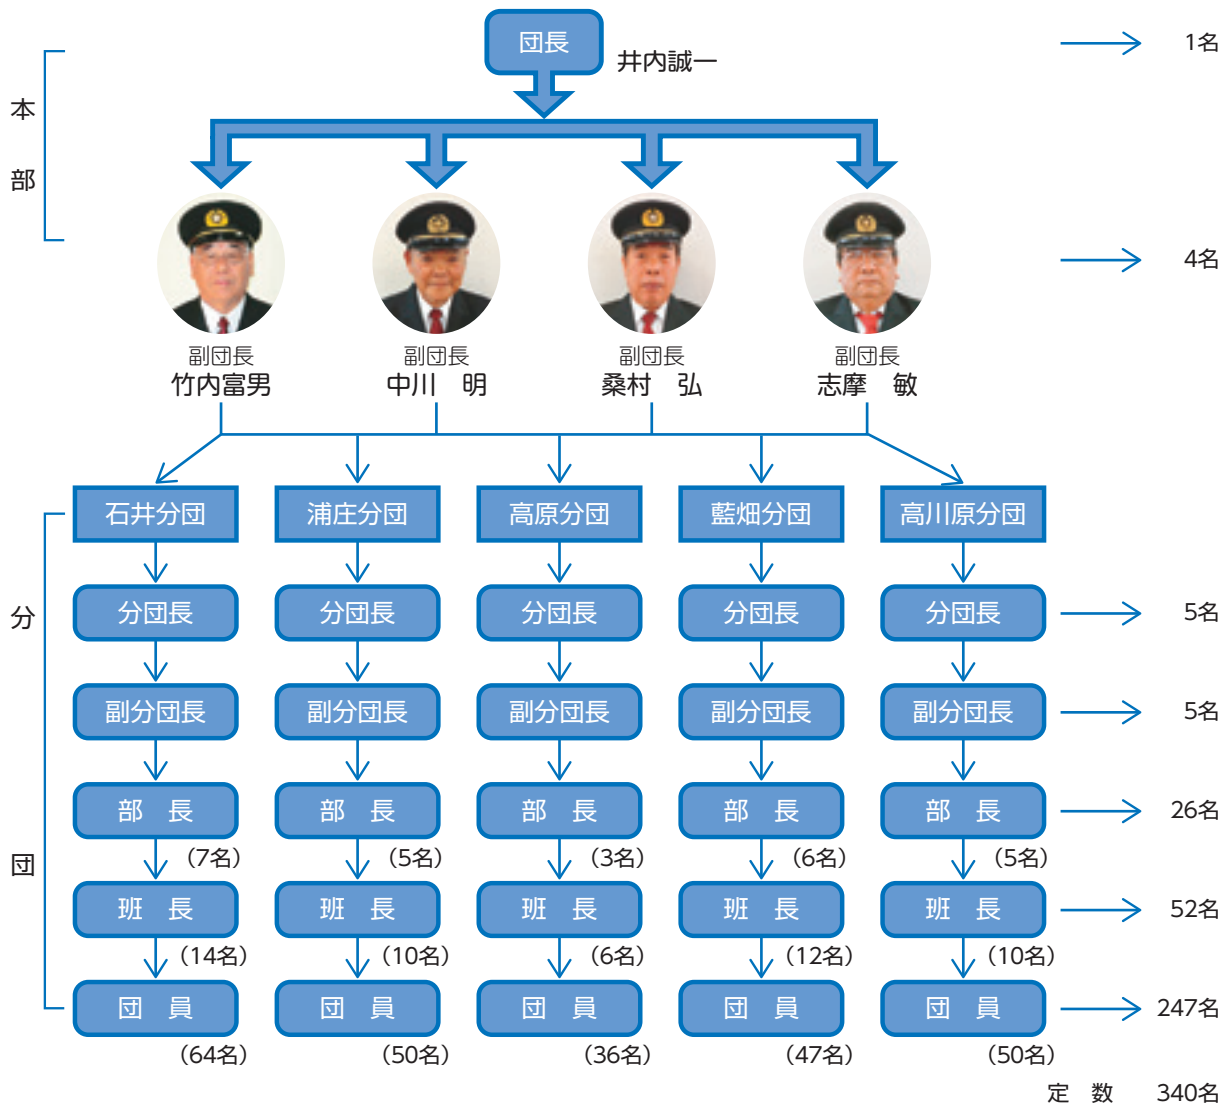 団長
井内誠一
1名
本部
4名
副団長 副団長 副団長 副団長
竹内富男 中川　明 桑村　弘 志摩　敏
石井分団 浦庄分団 高原分団 藍畑分団 高川原分団
分団
分団長 分団長 分団長 分団長 分団長 5名
副分団長 副分団長 副分団長 副分団長 副分団長 5名
部　長 部　長 部　長 部　長 部　長 26名
（7名） （5名） （3名） （6名） （5名）
班　長 班　長 班　長 班　長 班　長 52名
（14名） （10名） （6名） （12名） （10名）
団　員 団　員 団　員 団　員 団　員 247名
（64名） （50名） （36名） （47名） （50名）
定　数　340名